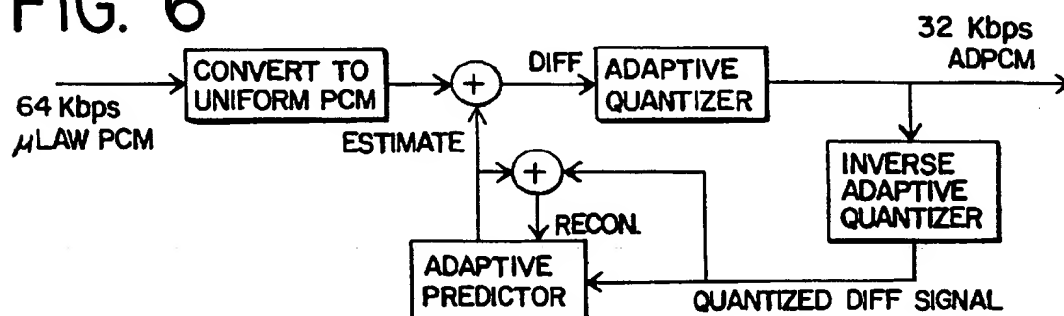 FIG. 6
32 Kbps
ADPCM
CONVERT TO
UNIFORM PCM
+
DIFF
ADAPTIVE
QUANTIZER
64 Kbps
μLAW PCM
ESTIMATE
+
INVERSE
ADAPTIVE
QUANTIZER
RECON.
ADAPTIVE
PREDICTOR
QUANTIZED DIFF SIGNAL